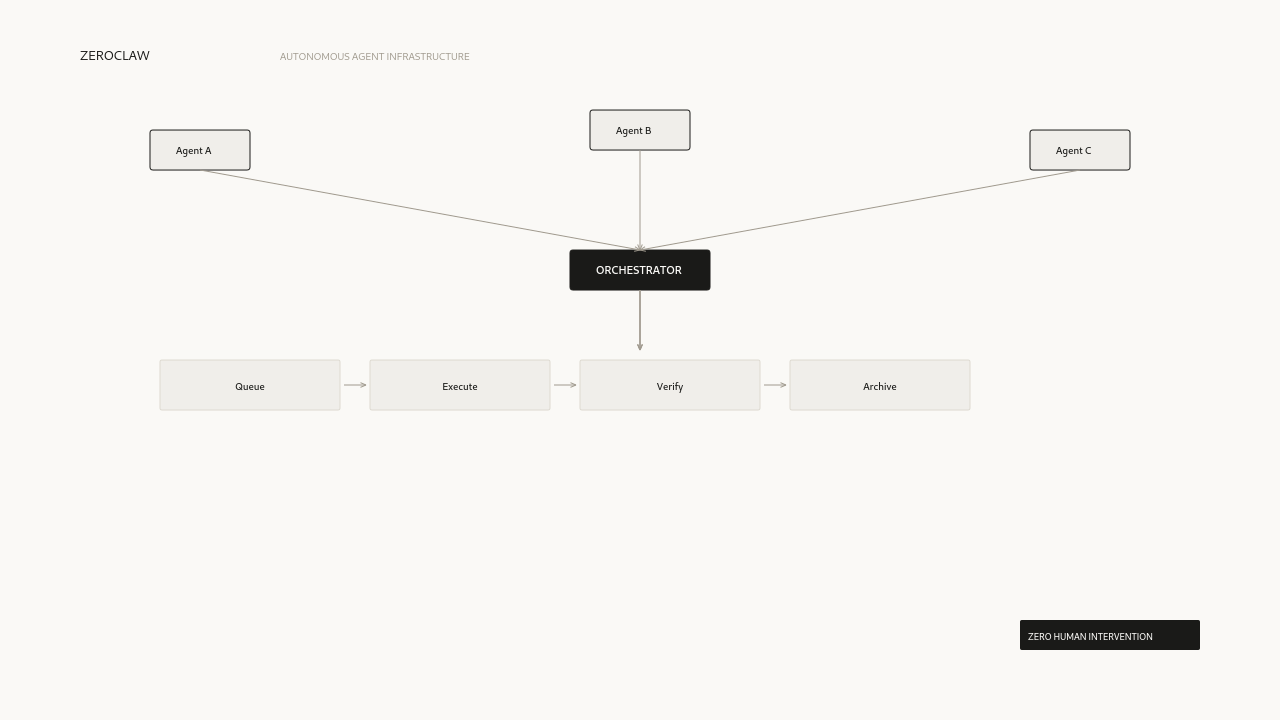 ZEROCLAW
AUTONOMOUS AGENT INFRASTRUCTURE
Agent A
Agent B
Agent C
ORCHESTRATOR
Queue
Execute
Verify
Archive
ZERO HUMAN INTERVENTION